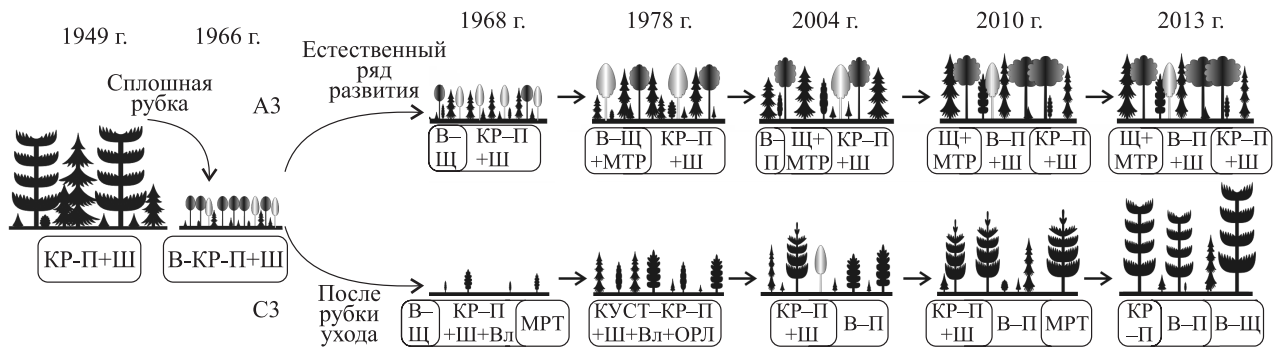 1949 г.
1966 г.
1968 г.
1978 г.
2004 г.
2010 г.
2013 г.
Сплошная
рубка
А3
Естественный
ряд
развития
В–
Щ
КР–П
+Ш
В–Щ
+МТР
КР–П
+Ш
В–
П
Щ+
МТР
КР–П
+Ш
Щ+
МТР
В–П
+Ш
КР–П
+Ш
Щ+
МТР
В–П
+Ш
КР–П
+Ш
КР-П+Ш
В-КР-П+Ш
С3
После
рубки
ухода
В–
Щ
КР–П
+Ш+Вл
МРТ
КУСТ–КР–П
+Ш+Вл+ОРЛ
КР–П
+Ш
В–П
КР–П
+Ш
В–П
МРТ
КР
–П
В–П
В–Щ